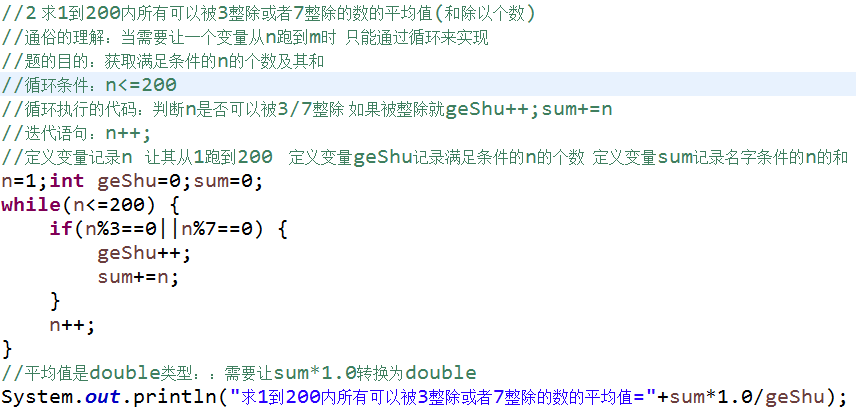 //2 求1到200内所有可以被3整除或者7整除的数的平均值(和除以个数)
//通俗的理解：当需要让一个变量从n跑到m时 只能通过循环来实现
//题的目的：获取满足条件的n的个数及其和
//循环条件：n<=200
//循环执行的代码：判断n是否可以被3/7整除 如果被整除就geShu++;sum+=n
//迭代语句：n++;
//定义变量记录n 让其从1跑到200  定义变量geShu记录满足条件的n的个数 定义变量sum记录名字条件的n的和
n=1;int geShu=0;sum=0;
while(n<=200) {
    if(n%3==0||n%7==0) {
        geShu++;
        sum+=n;
    }
    n++;
}
//平均值是double类型：：需要让sum*1.0转换为double
System.out.println("求1到200内所有可以被3整除或者7整除的数的平均值="+sum*1.0/geShu);